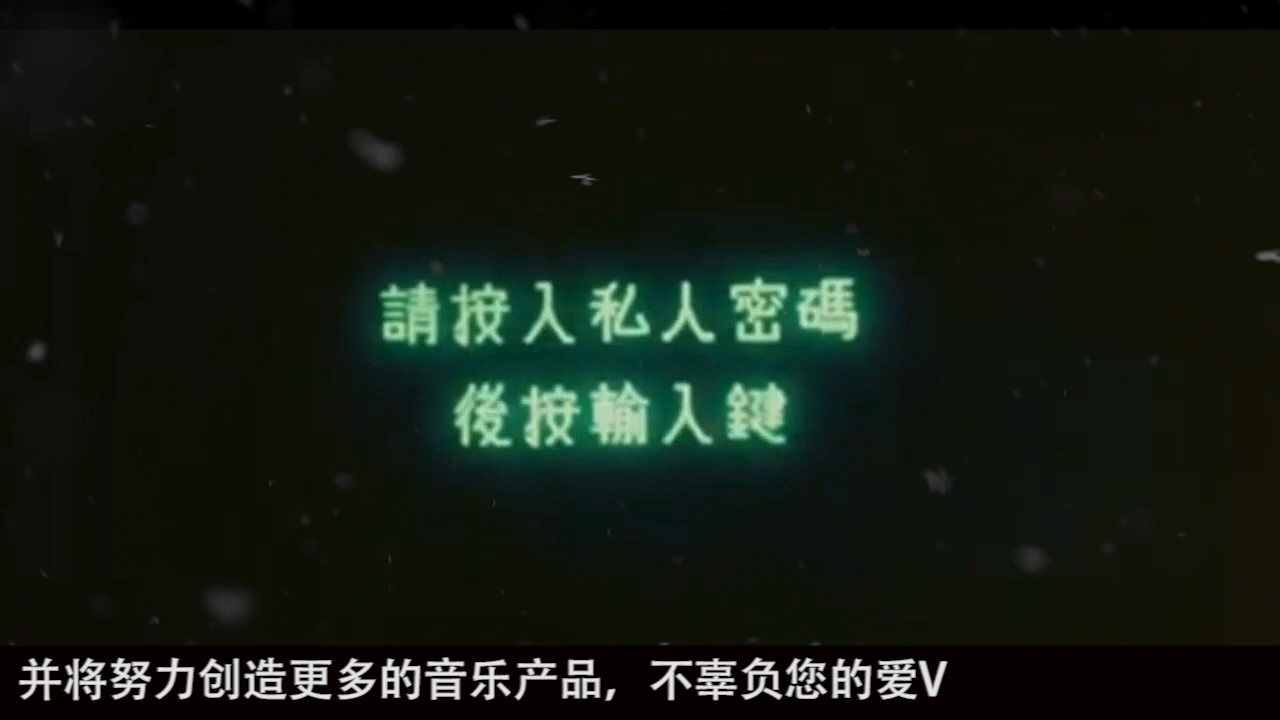 請按入私人密碼
後按輸入鍵
并将努力创造更多的音乐产品，不辜负您的爱V